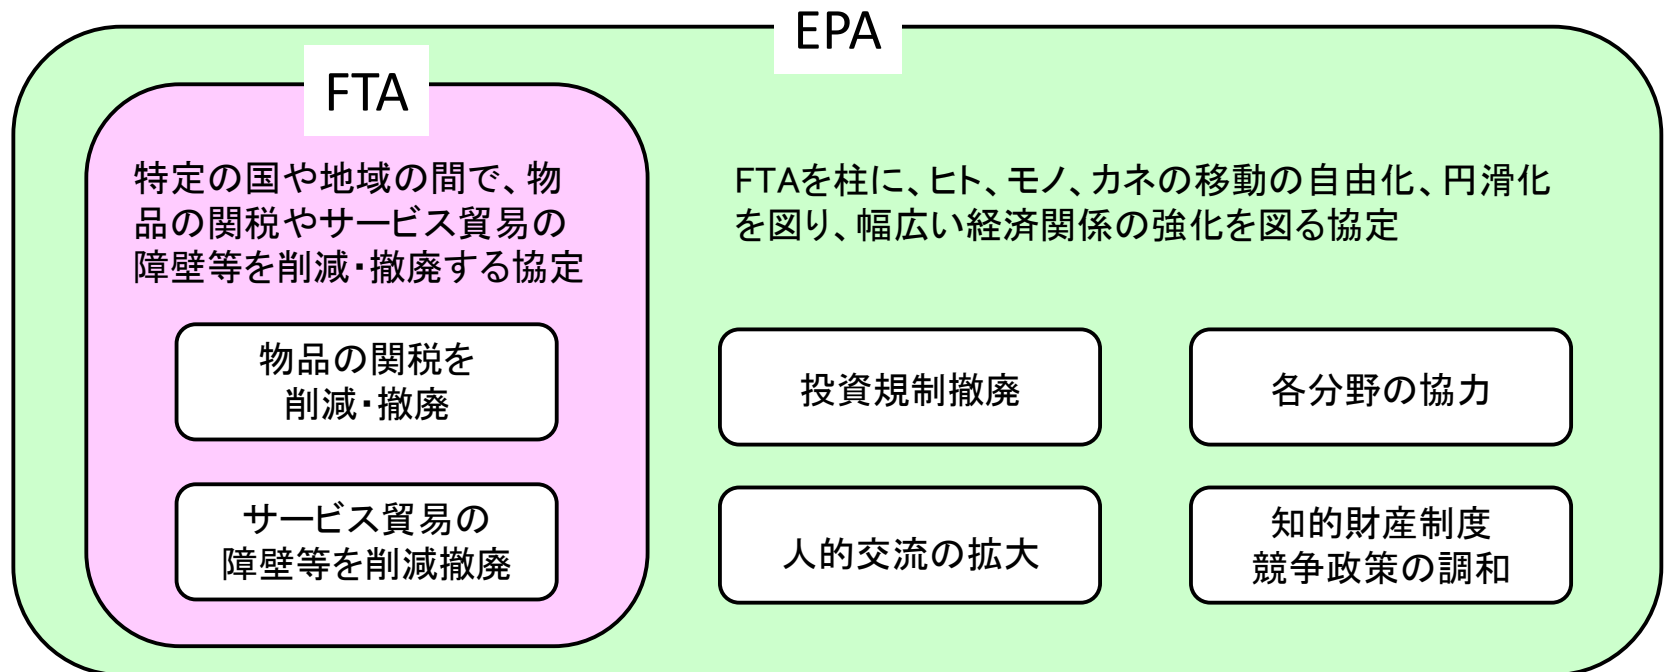 EPA
FTA
特定の国や地域の間で、物
品の関税やサービス貿易の
障壁等を削減・撤廃する協定
物品の関税を
削減・撤廃
サービス貿易の
障壁等を削減撤廃
FTAを柱に、ヒト、モノ、カネの移動の自由化、円滑化
を図り、幅広い経済関係の強化を図る協定
投資規制撤廃
各分野の協力
人的交流の拡大
知的財産制度
競争政策の調和